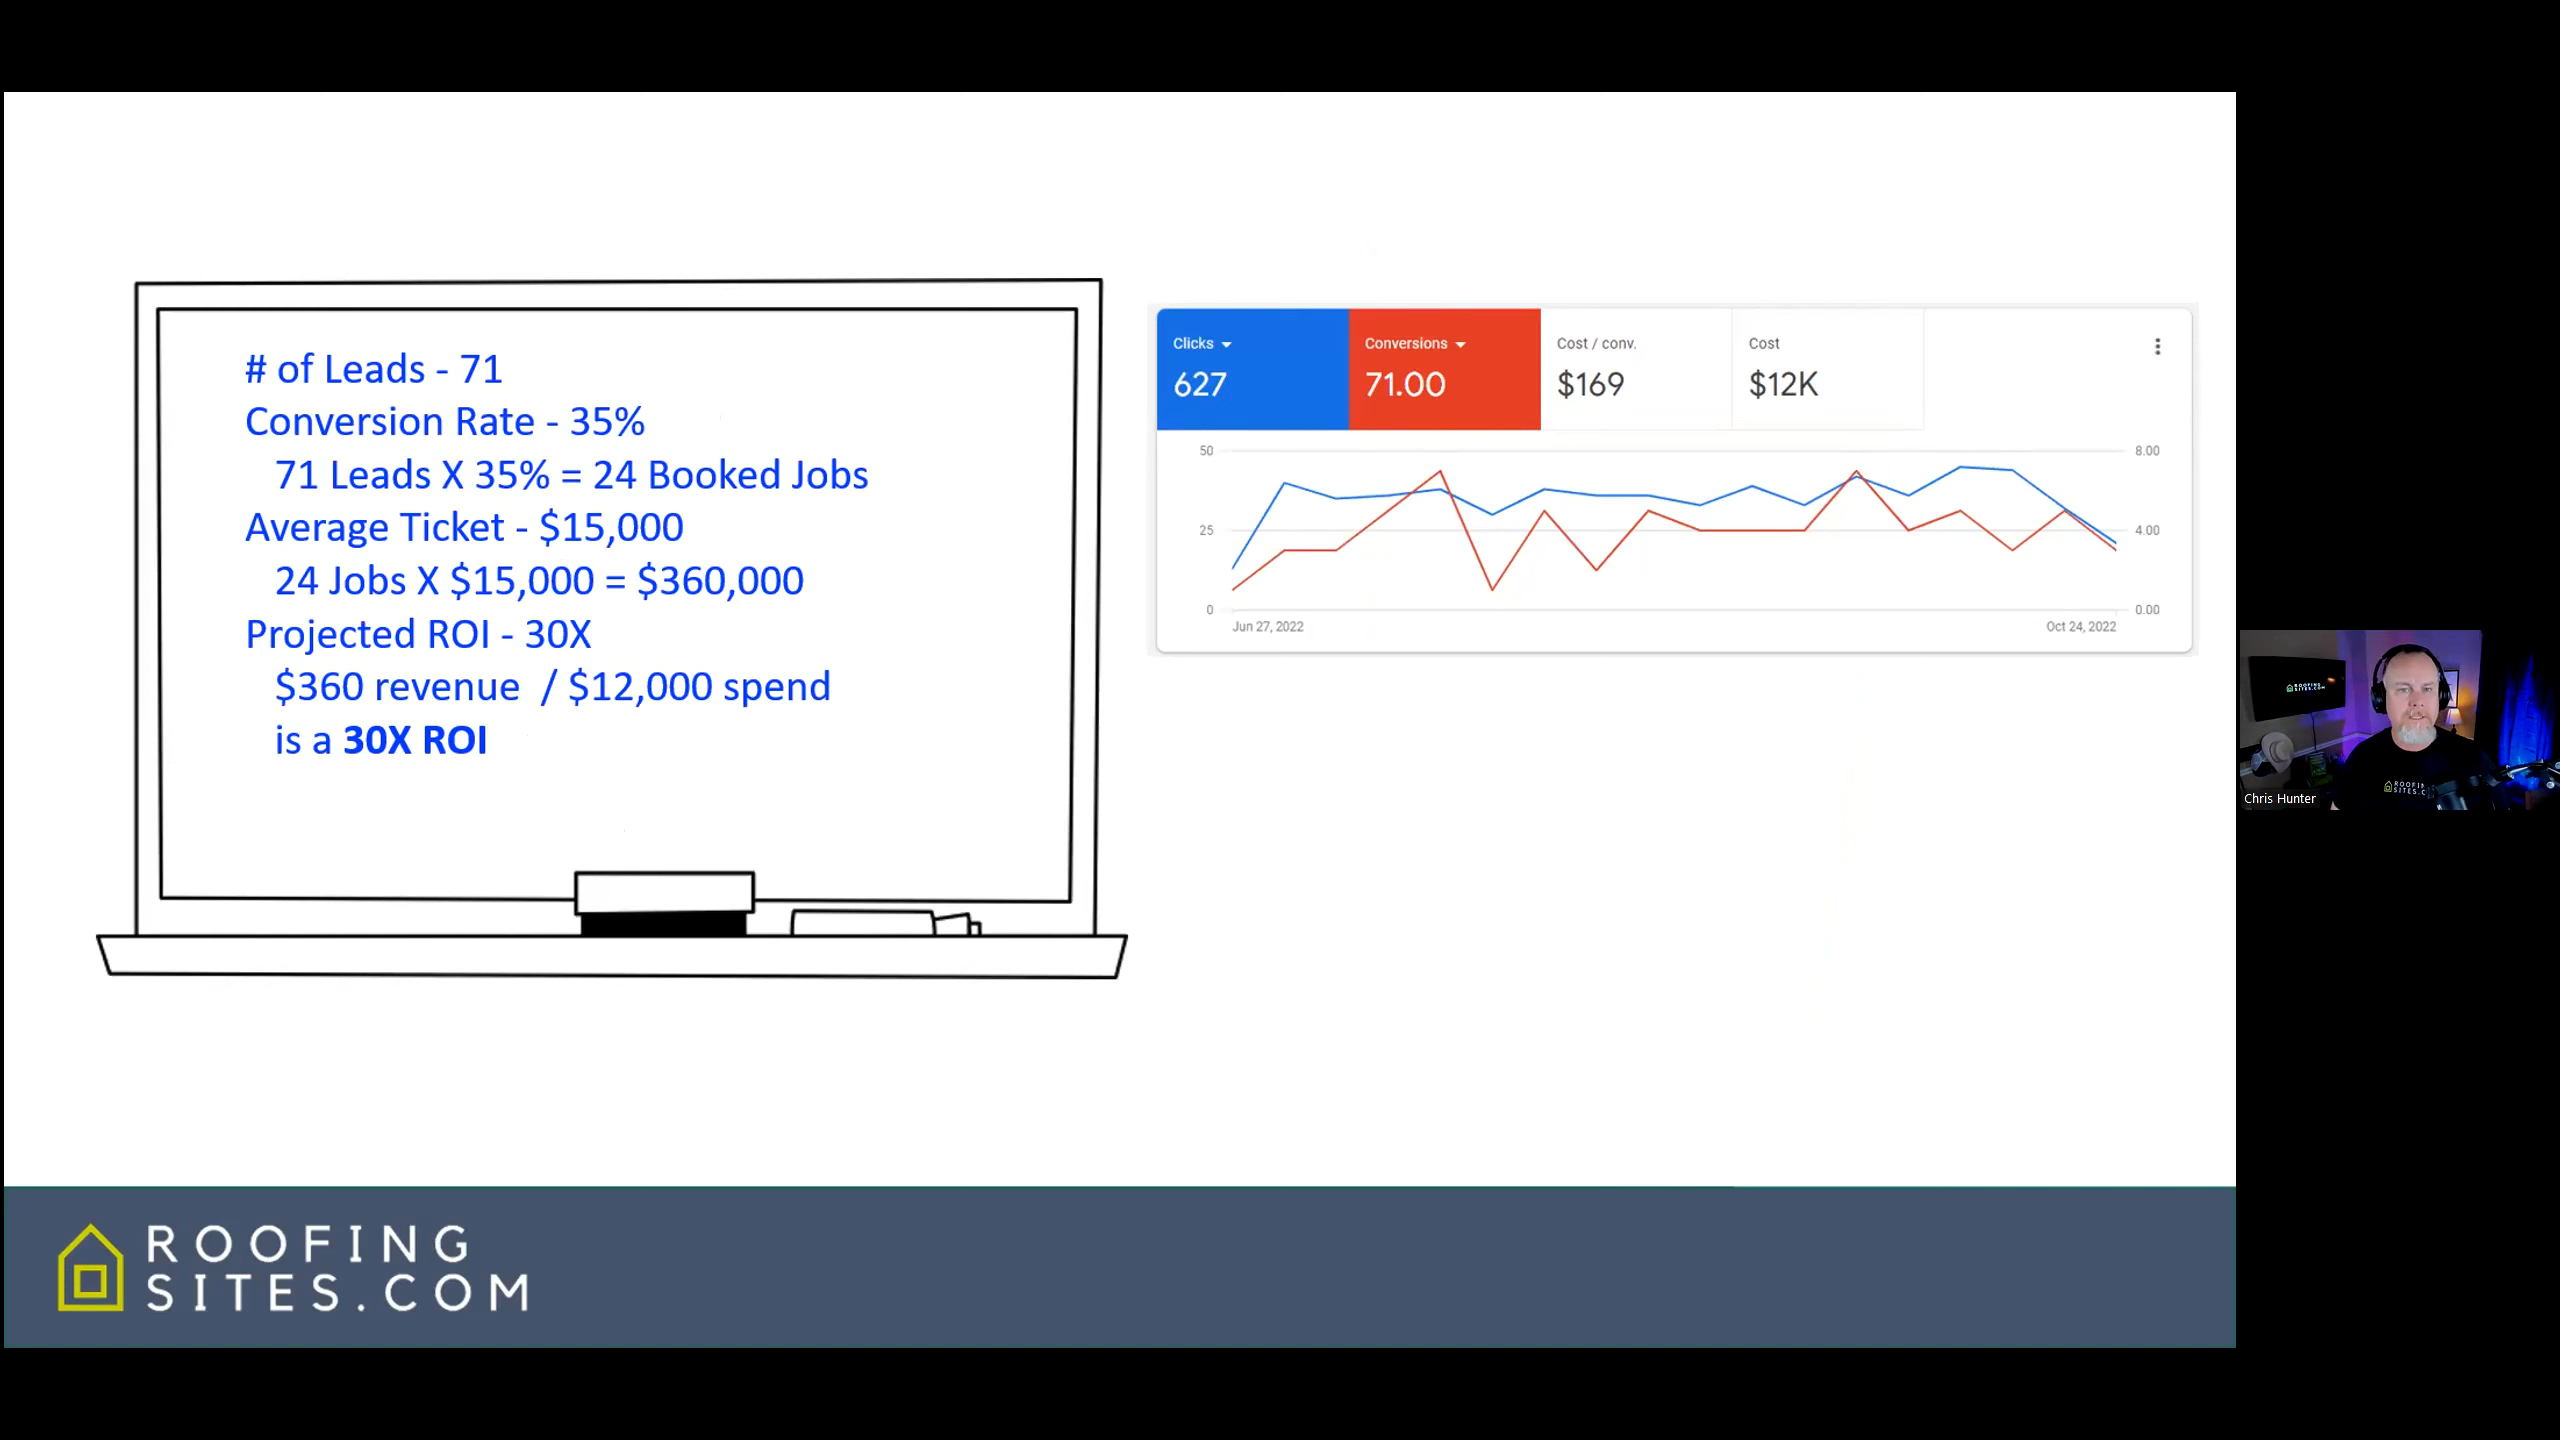 # of Leads - 71
Conversion Rate - 35%
71 Leads X 35% = 24 Booked Jobs
Average Ticket - $15,000
24 Jobs X $15,000 = $360,000
Projected ROI - 30X
$360 revenue / $12,000 spend
is a 30X ROI
Clicks
627
Conversions
71.00
Cost / conv.
$169
Cost
$12K
50
25
0
8.00
4.00
0.00
Jun 27, 2022
Oct 24, 2022
ROOFING
SITES.COM
ROOFING
SITES.COM
Chris Hunter